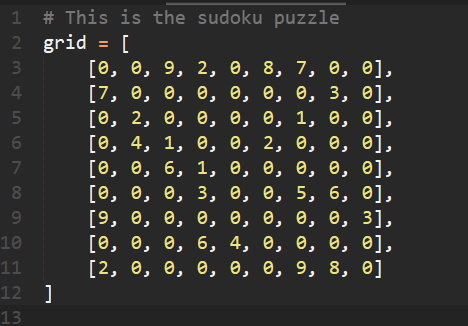 1 # This is the sudoku puzzle
2 grid = [
3 [0, 0, 9, 2, 0, 8, 7, 0, 0],
4 [7, 0, 0, 0, 0, 0, 0, 3, 0],
5 [0, 2, 0, 0, 0, 0, 1, 0, 0],
6 [0, 4, 1, 0, 0, 2, 0, 0, 0],
7 [0, 0, 6, 1, 0, 0, 0, 0, 0],
8 [0, 0, 0, 3, 0, 0, 5, 6, 0],
9 [9, 0, 0, 0, 0, 0, 0, 0, 3],
10 [0, 0, 0, 6, 4, 0, 0, 0, 0],
11 [2, 0, 0, 0, 0, 0, 9, 8, 0]
12 ]
13